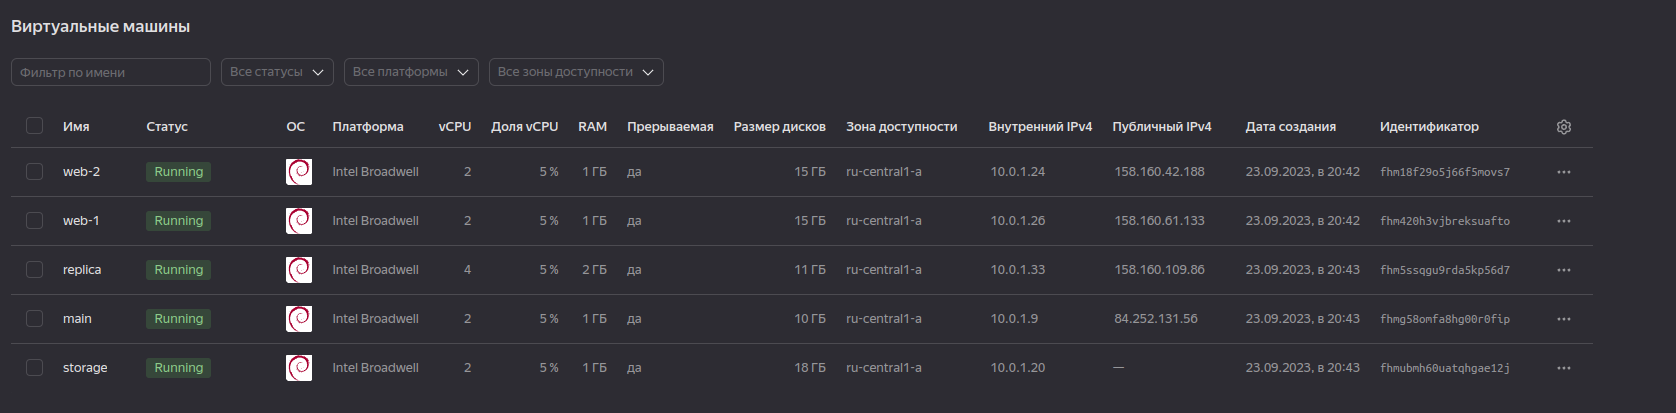 Виртуальные машины
Фильтр по имени Все статусы Все платформы Все зоны доступности
Имя Статус ОС Платформа vCPU Доля vCPU RAM Прерываемая Размер дисков Зона доступности Внутренний IPv4 Публичный IPv4 Дата создания Идентификатор
web-2 Running Intel Broadwell 2 5 % 1 ГБ да 15 ГБ ru-central1-a 10.0.1.24 158.160.42.188 23.09.2023, в 20:42 fhm18f29o5j66f5movs7
web-1 Running Intel Broadwell 2 5 % 1 ГБ да 15 ГБ ru-central1-a 10.0.1.26 158.160.61.133 23.09.2023, в 20:42 fhm420h3vjbreksuafto
replica Running Intel Broadwell 4 5 % 2 ГБ да 11 ГБ ru-central1-a 10.0.1.33 158.160.109.86 23.09.2023, в 20:43 fhm5ssqgu9rda5kp56d7
main Running Intel Broadwell 2 5 % 1 ГБ да 10 ГБ ru-central1-a 10.0.1.9 84.252.131.56 23.09.2023, в 20:43 fhmg58omfa8hg00r0fip
storage Running Intel Broadwell 2 5 % 1 ГБ да 18 ГБ ru-central1-a 10.0.1.20 — 23.09.2023, в 20:43 fhmubmh60uatqhgae12j